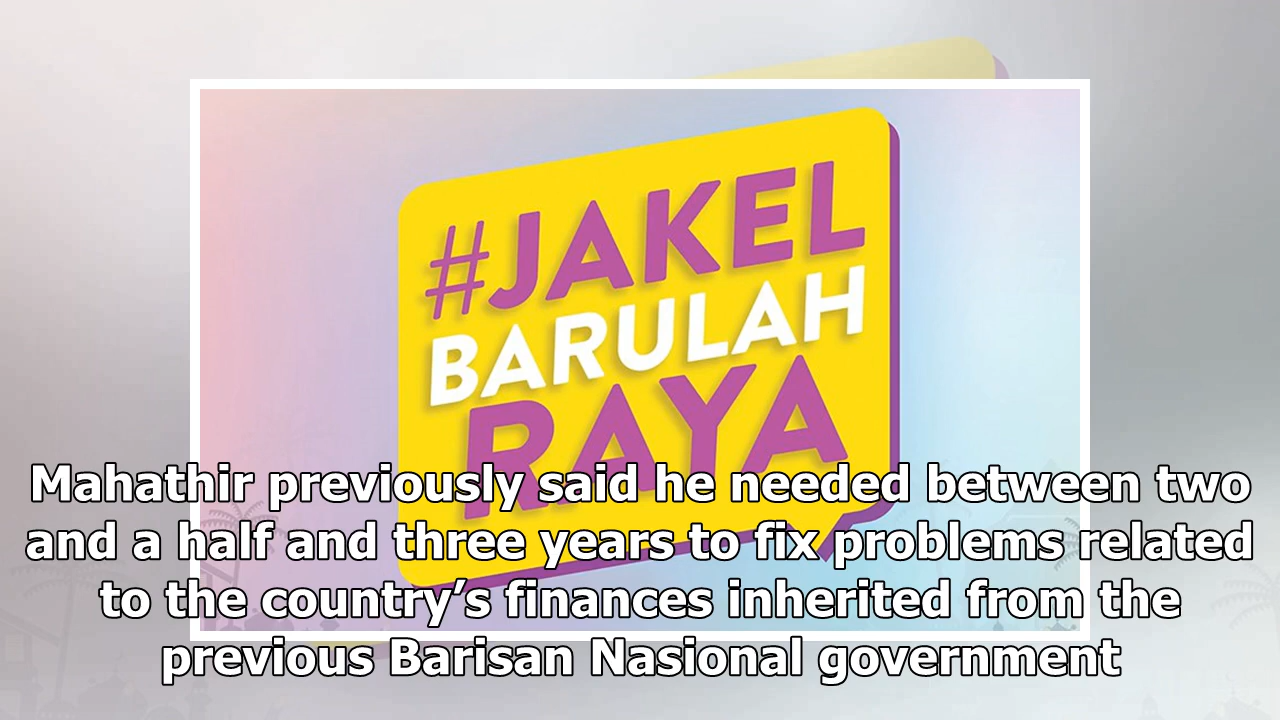 #JAKEL
BARULAH
RAYA
Mahathir previously said he needed between two
and a half and three years to fix problems related
to the country’s finances inherited from the
previous Barisan Nasional government